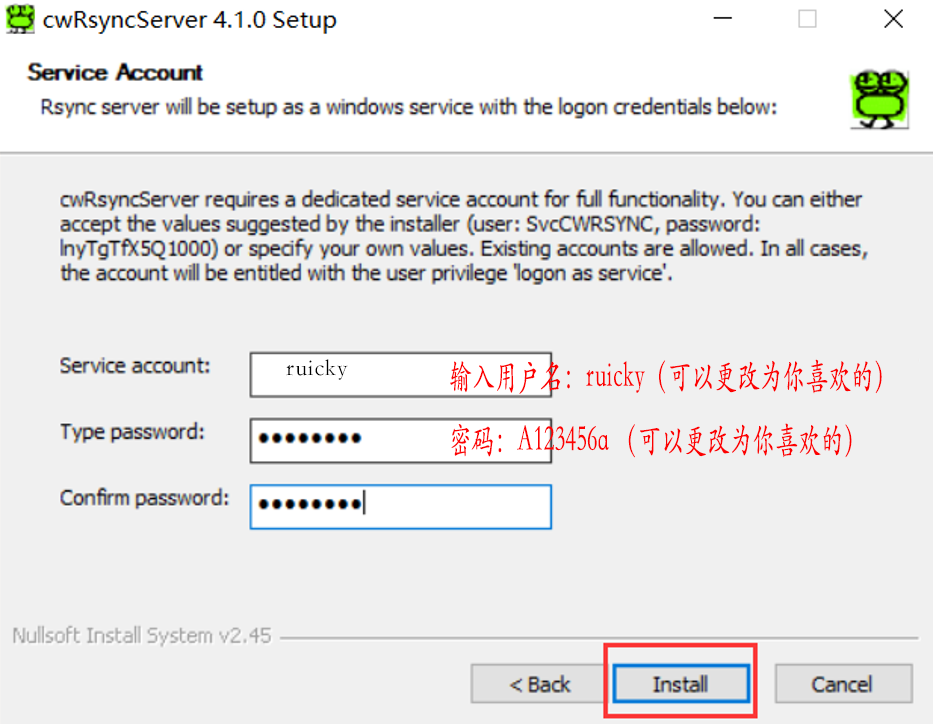 cwRsyncServer 4.1.0 Setup
Service Account
Rsync server will be setup as a windows service with the logon credentials below:
cwRsyncServer requires a dedicated service account for full functionality. You can either
accept the values suggested by the installer (user: SvcCWRSYNC, password:
lnyTgTfX5Q1000) or specify your own values. Existing accounts are allowed. In all cases,
the account will be entitled with the user privilege 'logon as service'.
Service account: ruicky 输入用户名：ruicky（可以更改为你喜欢的）
Type password: ●●●●●●●● 密码：A123456a （可以更改为你喜欢的）
Confirm password: ●●●●●●●●
Nullsoft Install System v2.45
< Back Install Cancel